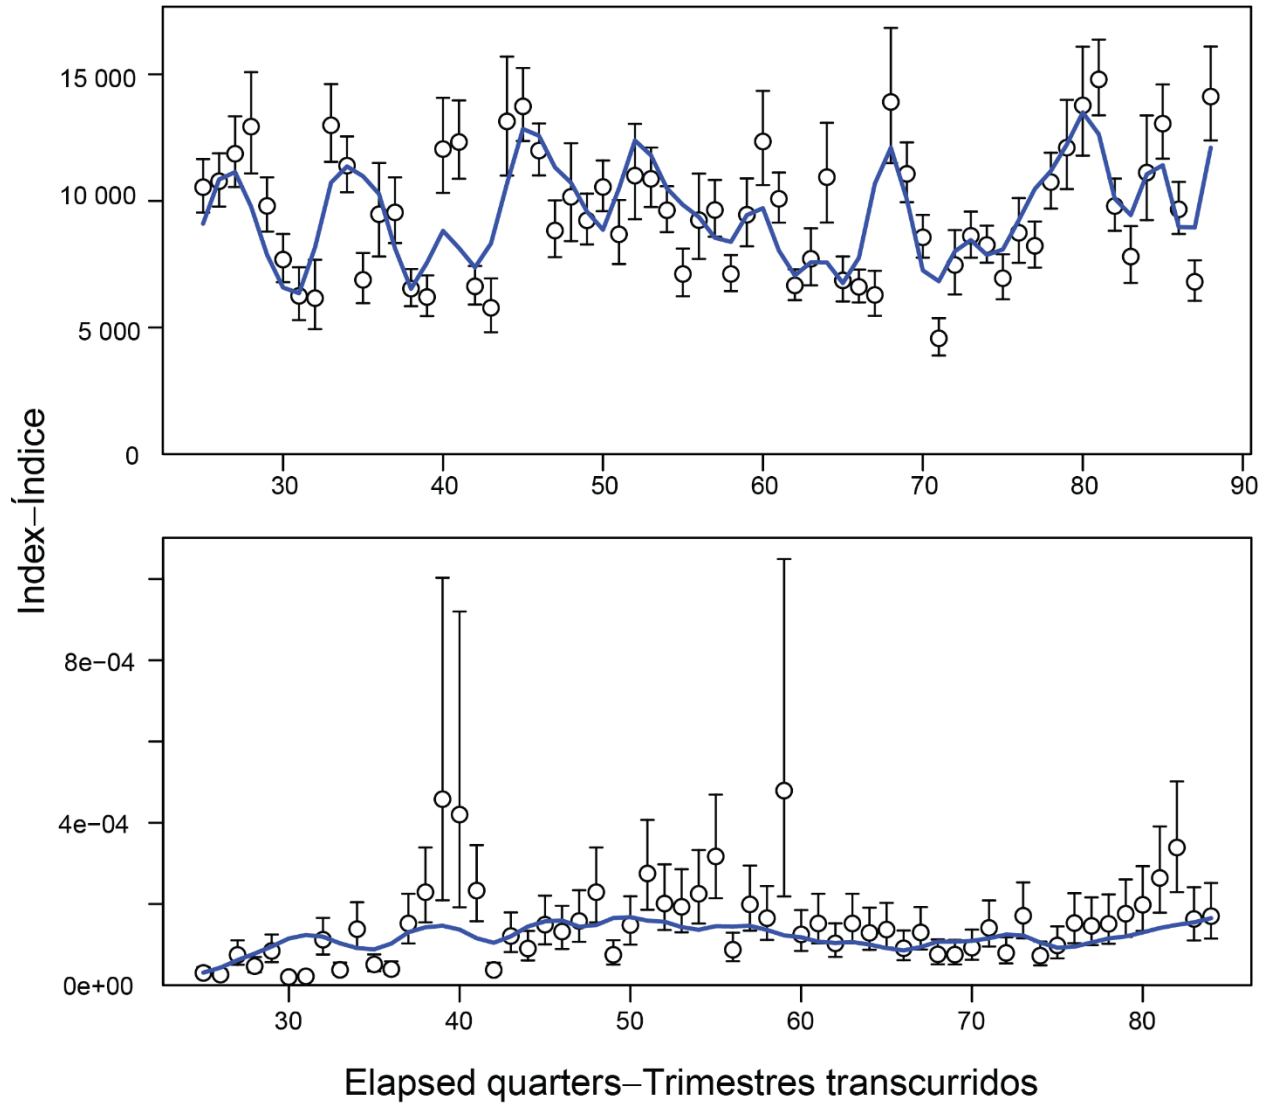 15 000
10 000
5 000
0
30 40 50 60 70 80 90
Index–Índice
8e−04
4e−04
0e+00
30 40 50 60 70 80
Elapsed quarters–Trimestres transcurridos